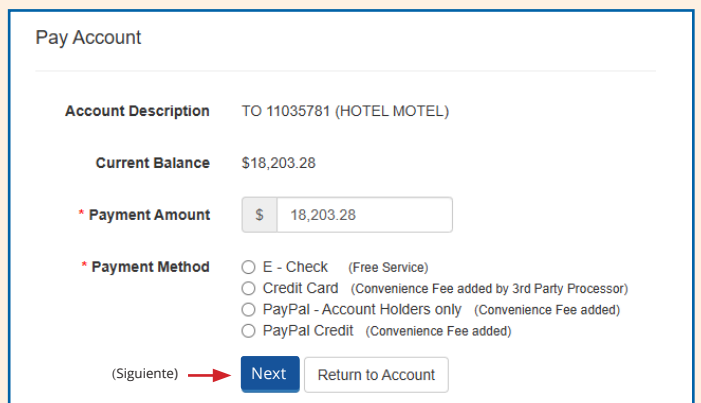 Pay Account
Account Description TO 11035781 (HOTEL MOTEL)
Current Balance $18,203.28
* Payment Amount $ 18,203.28
* Payment Method E - Check (Free Service)
Credit Card (Convenience Fee added by 3rd Party Processor)
PayPal - Account Holders only (Convenience Fee added)
PayPal Credit (Convenience Fee added)
(Siguiente) Next Return to Account